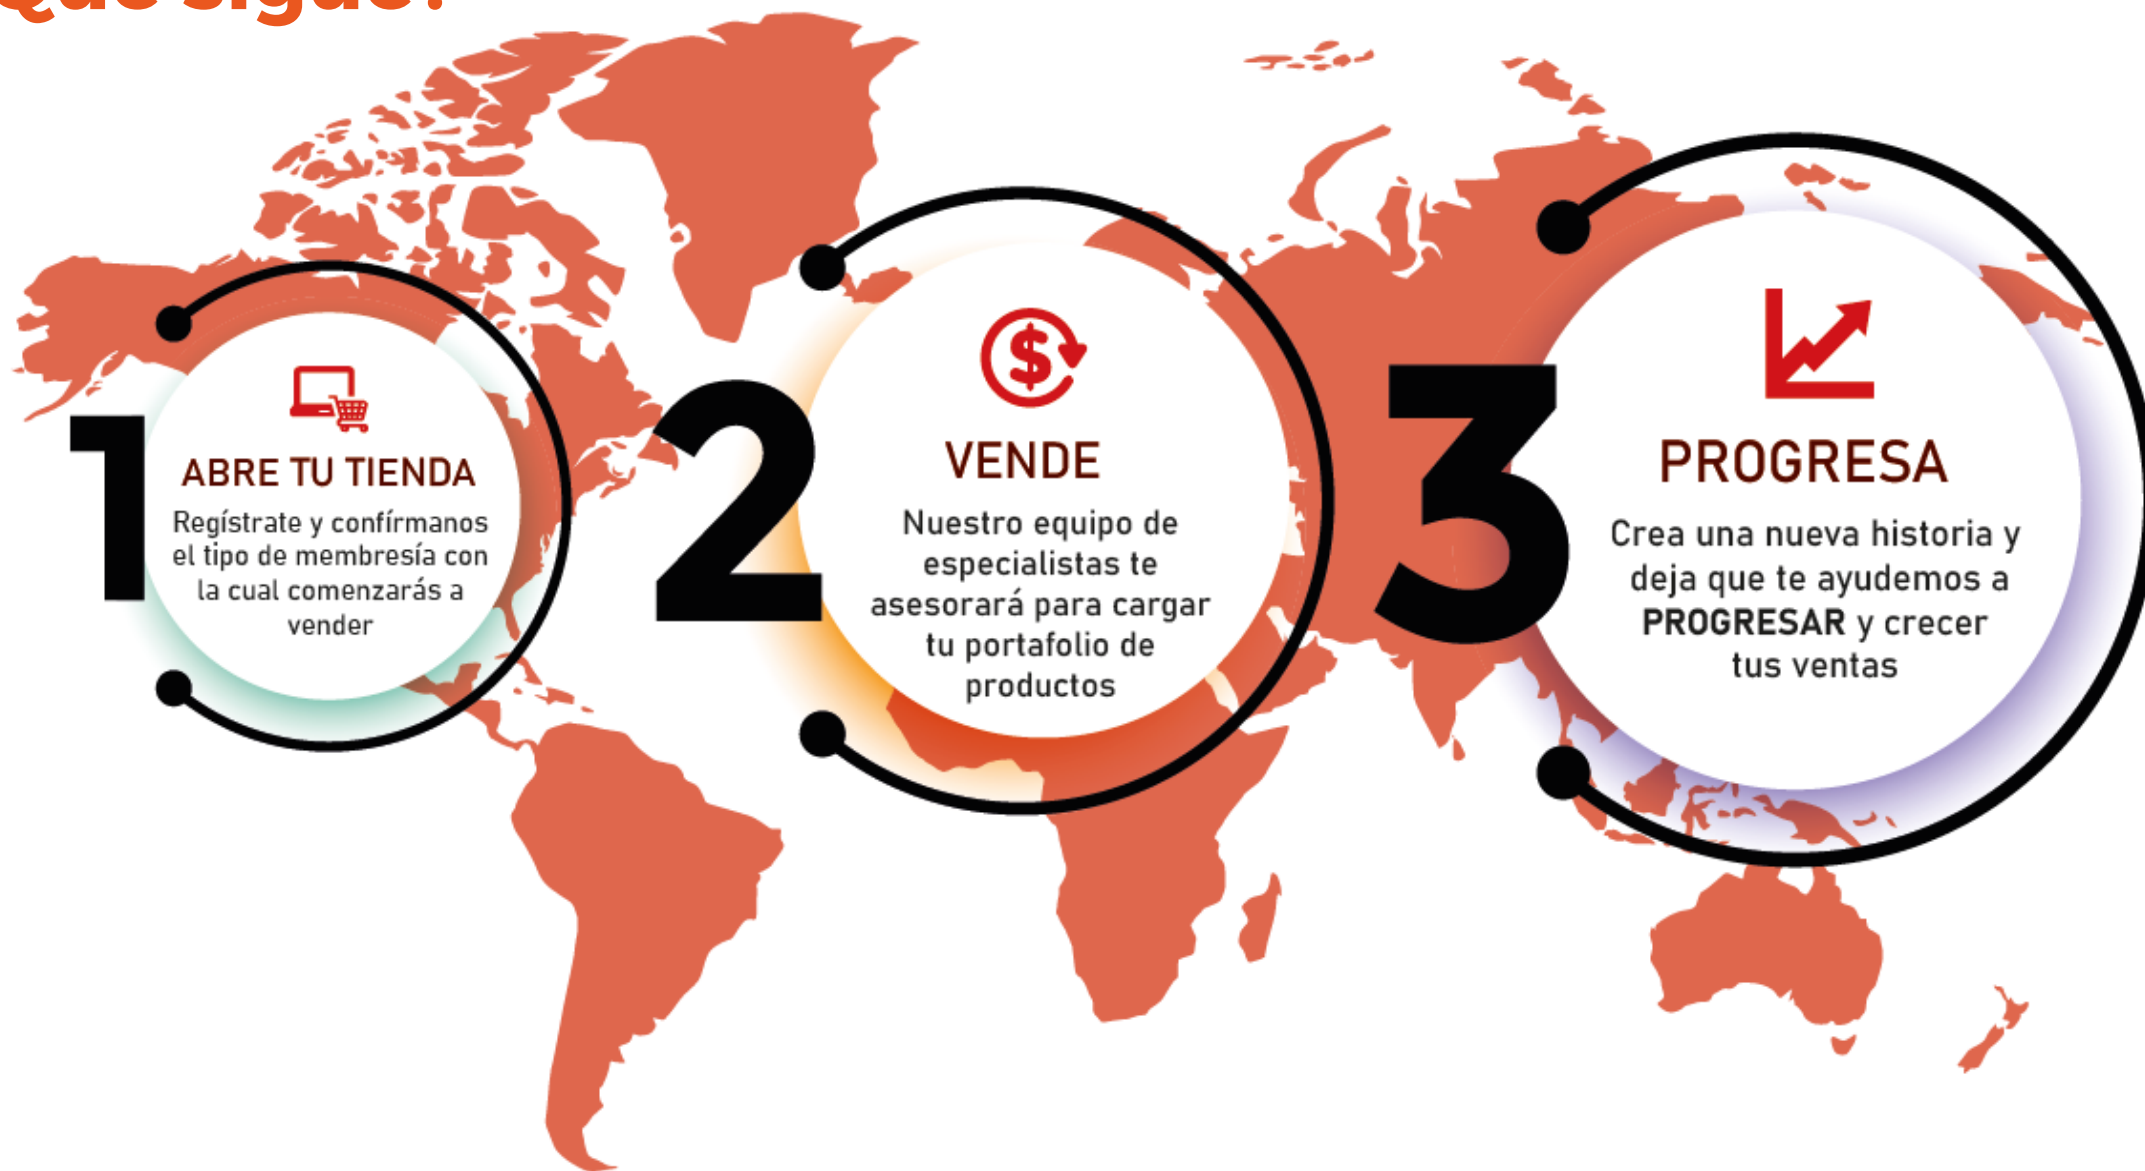 Que sigue?
1
ABRE TU TIENDA
Regístrate y confírmanos
el tipo de membresía con
la cual comenzarás a
vender
2
VENDE
Nuestro equipo de
especialistas te
asesorará para cargar
tu portafolio de
productos
3
PROGRESA
Crea una nueva historia y
deja que te ayudemos a
PROGRESAR y crecer
tus ventas